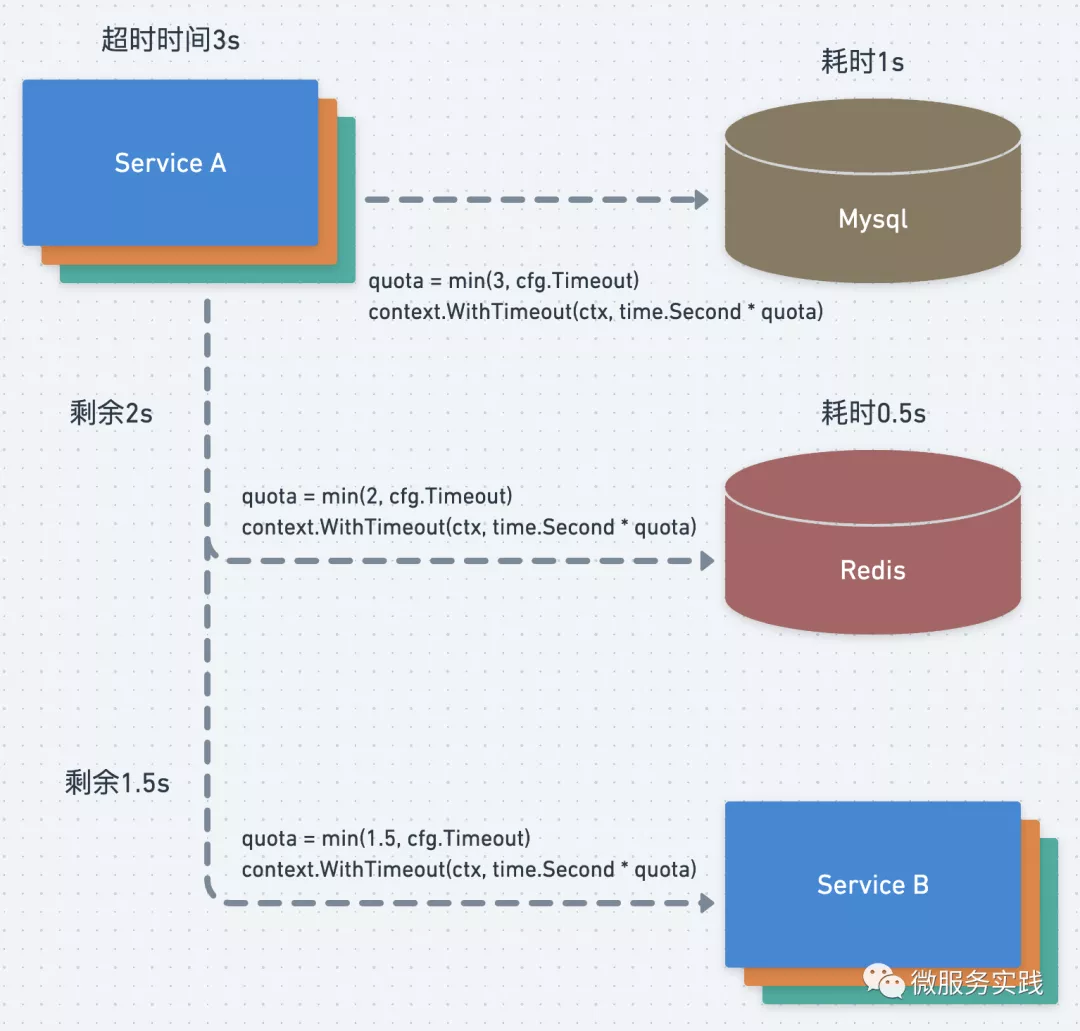 超时时间3s
耗时1s
Service A
Mysql
quota = min(3, cfg.Timeout)
context.WithTimeout(ctx, time.Second * quota)
剩余2s
耗时0.5s
quota = min(2, cfg.Timeout)
context.WithTimeout(ctx, time.Second * quota)
Redis
剩余1.5s
quota = min(1.5, cfg.Timeout)
context.WithTimeout(ctx, time.Second * quota)
Service B
微服务实践